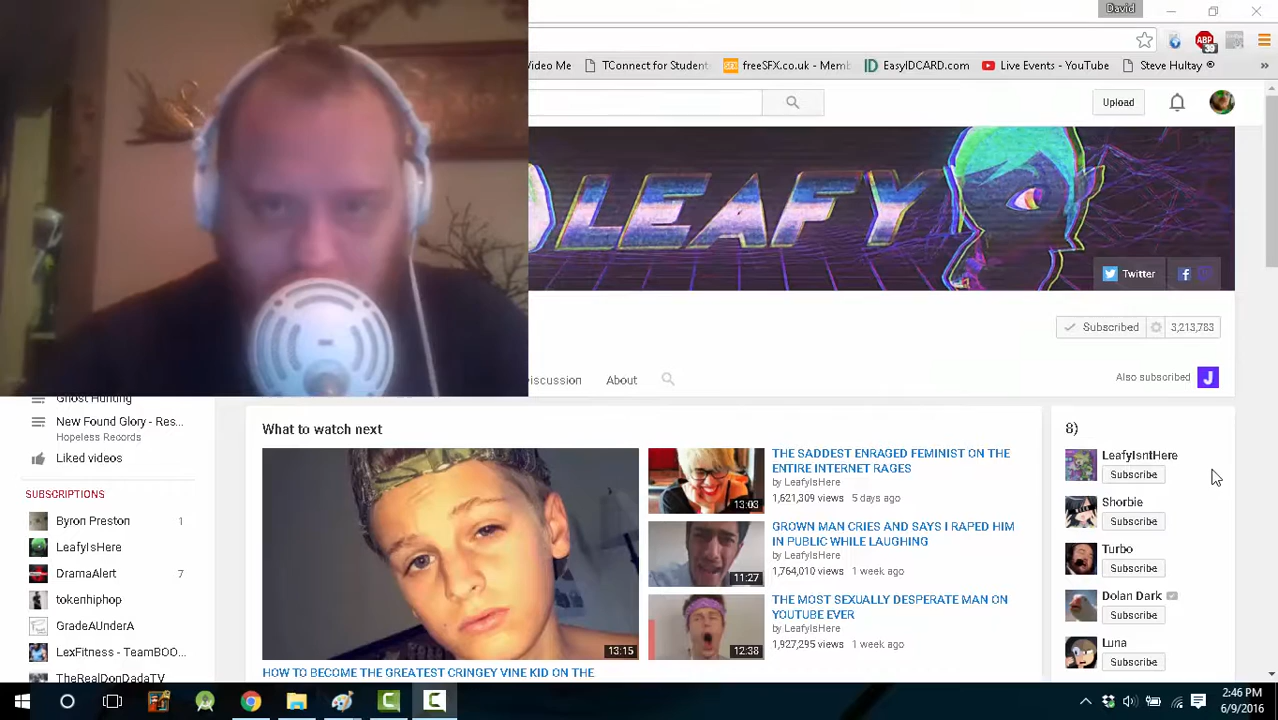 David
ideo Me
TConnect for Student
freeSFX.co.uk - Memb
EasyIDCARD.com
Live Events - YouTube
Steve Hultay
»
ABP
39
Upload
LEAFY
Twitter
Subscribed
3,213,783
iscussion
About
Also subscribed
J
Ghost Hunting
New Found Glory - Res...
Hopeless Records
Liked videos
SUBSCRIPTIONS
Byron Preston 1
LeafyIsHere
DramaAlert 7
tokenhiphop
GradeAUnderA
LexFitness - TeamBOO...
TheRealDonDadaTV
What to watch next
13:15
HOW TO BECOME THE GREATEST CRINGEY VINE KID ON THE
13:03
THE SADDEST ENRAGED FEMINIST ON THE
ENTIRE INTERNET RAGES
by LeafyIsHere
1,621,309 views 5 days ago
11:27
GROWN MAN CRIES AND SAYS I RAPED HIM
IN PUBLIC WHILE LAUGHING
by LeafyIsHere
1,764,010 views 1 week ago
12:38
THE MOST SEXUALLY DESPERATE MAN ON
YOUTUBE EVER
by LeafyIsHere
1,927,295 views 1 week ago
8)
LeafyIsntHere
Subscribe
Shorbie
Subscribe
Turbo
Subscribe
Dolan Dark
Subscribe
Luna
Subscribe
2:46 PM
6/9/2016